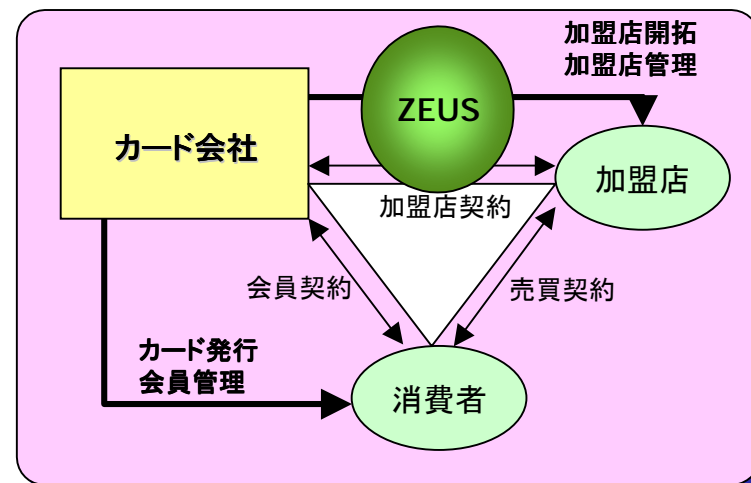 加盟店開拓
加盟店管理
ZEUS
カード会社
加盟店
加盟店契約
会員契約
売買契約
カード発行
会員管理
消費者